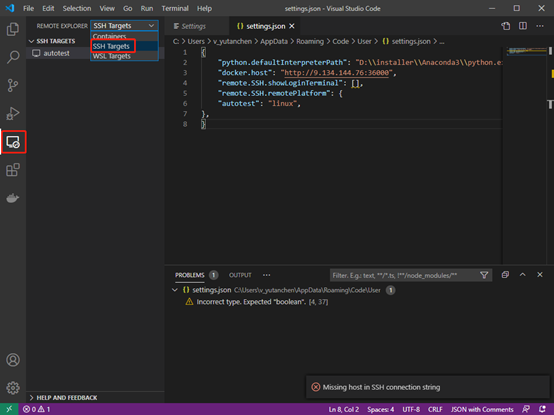 File Edit Selection View Go Run Terminal Help
settings.json - Visual Studio Code
REMOTE EXPLORER SSH Targets
Containers
SSH Targets
WSL Targets
SSH TARGETS
autotest
Settings
{} settings.json
C: > Users > v_yutanchen > AppData > Roaming > Code > User > {} settings.json > ...
1 {
2 "python.defaultInterpreterPath": "D:\\installer\\Anaconda3\\python.e
3 "docker.host": "http://9.134.144.76:36000",
4 "remote.SSH.showLoginTerminal": [],
5 "remote.SSH.remotePlatform": {
6 "autotest": "linux",
7 },
8 }
PROBLEMS 1 OUTPUT ...
Filter. E.g.: text, **/*.ts, !**/node_modules/**
{} settings.json C:\Users\v_yutanchen\AppData\Roaming\Code\User 1
Incorrect type. Expected "boolean". [4, 37]
Missing host in SSH connection string
HELP AND FEEDBACK
0 1
Ln 8, Col 2 Spaces: 4 UTF-8 CRLF JSON with Comments